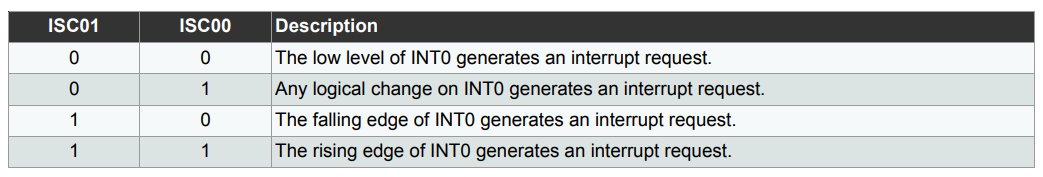 ISC01 ISC00 Description
0 0 The low level of INT0 generates an interrupt request.
0 1 Any logical change on INT0 generates an interrupt request.
1 0 The falling edge of INT0 generates an interrupt request.
1 1 The rising edge of INT0 generates an interrupt request.